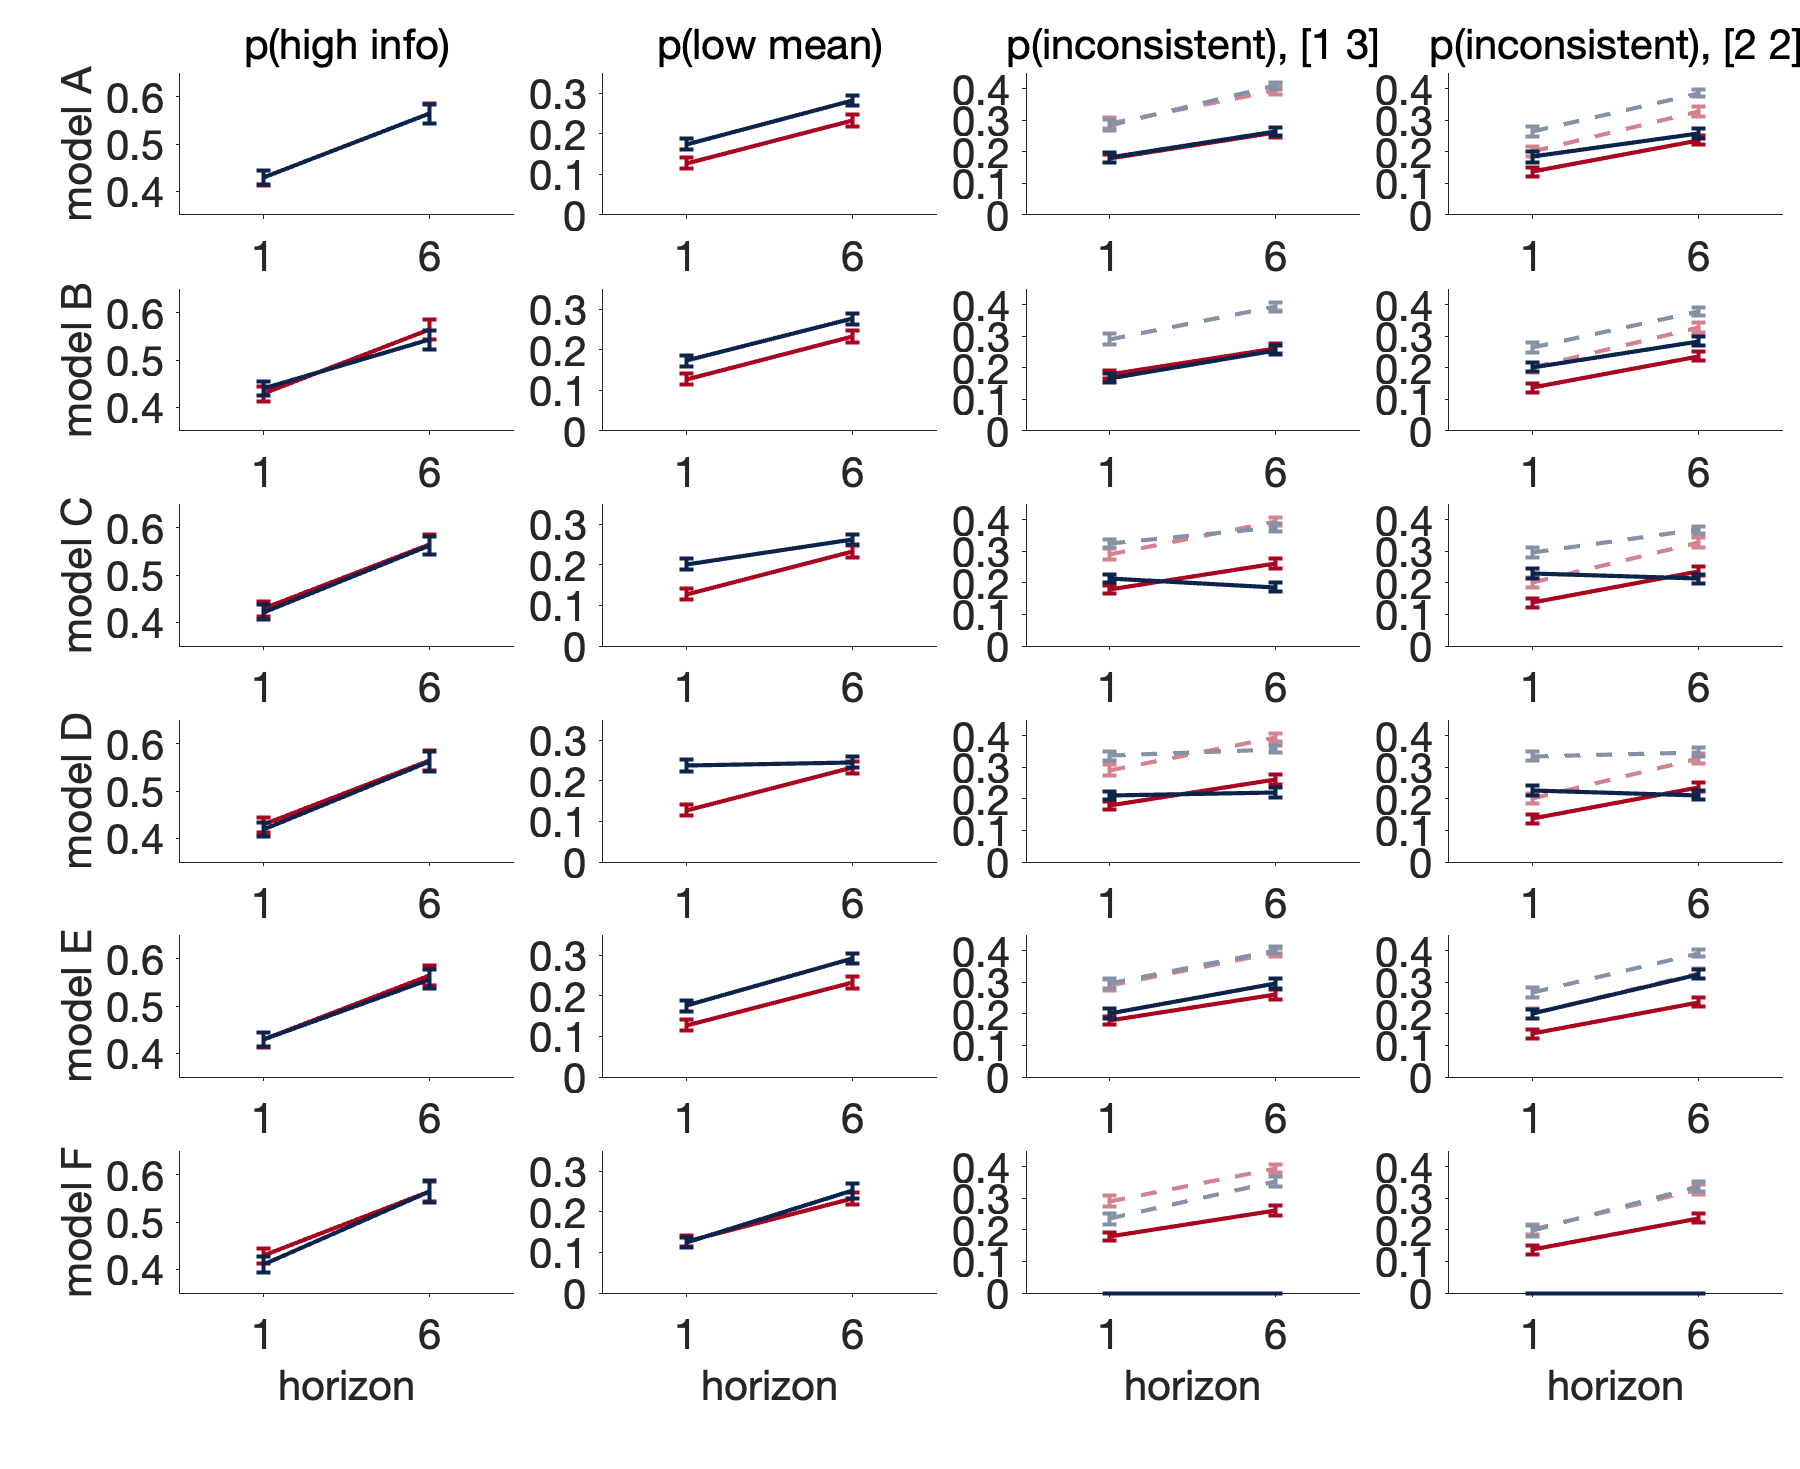 p(high info) p(low mean) p(inconsistent), [1 3] p(inconsistent), [2 2]
model A
0.6 0.5 0.4
0.3 0.2 0.1 0
0.4 0.3 0.2 0.1 0
0.4 0.3 0.2 0.1 0
1 6 1 6 1 6 1 6
model B
0.6 0.5 0.4
0.3 0.2 0.1 0
0.4 0.3 0.2 0.1 0
0.4 0.3 0.2 0.1 0
1 6 1 6 1 6 1 6
model C
0.6 0.5 0.4
0.3 0.2 0.1 0
0.4 0.3 0.2 0.1 0
0.4 0.3 0.2 0.1 0
1 6 1 6 1 6 1 6
model D
0.6 0.5 0.4
0.3 0.2 0.1 0
0.4 0.3 0.2 0.1 0
0.4 0.3 0.2 0.1 0
1 6 1 6 1 6 1 6
model E
0.6 0.5 0.4
0.3 0.2 0.1 0
0.4 0.3 0.2 0.1 0
0.4 0.3 0.2 0.1 0
1 6 1 6 1 6 1 6
model F
0.6 0.5 0.4
0.3 0.2 0.1 0
0.4 0.3 0.2 0.1 0
0.4 0.3 0.2 0.1 0
1 6 1 6 1 6 1 6
horizon horizon horizon horizon